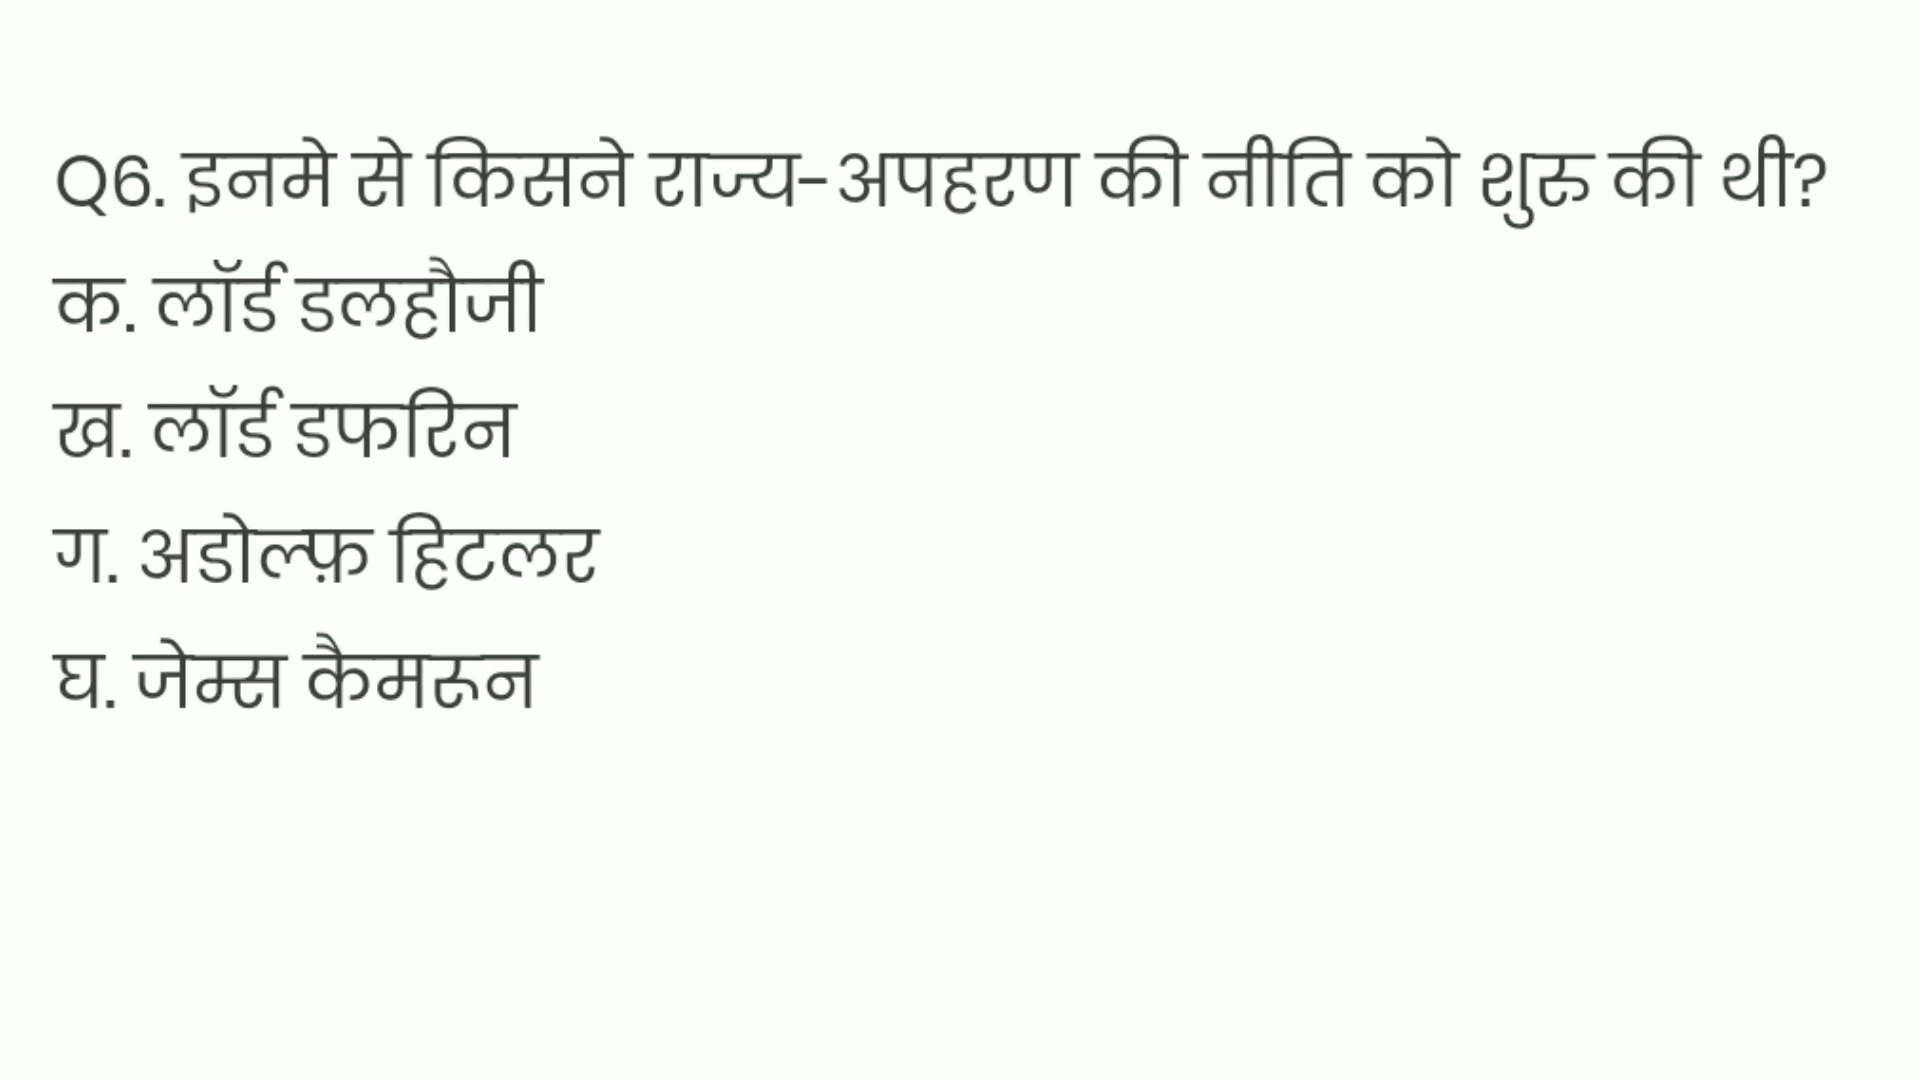 Q6. इनमे से किसने राज्य-अपहरण की नीति को शुरु की थी?
क. लॉर्ड डलहौजी
ख. लॉर्ड डफरिन
ग. अडोल्फ़ हिटलर
घ. जेम्स कैमरून